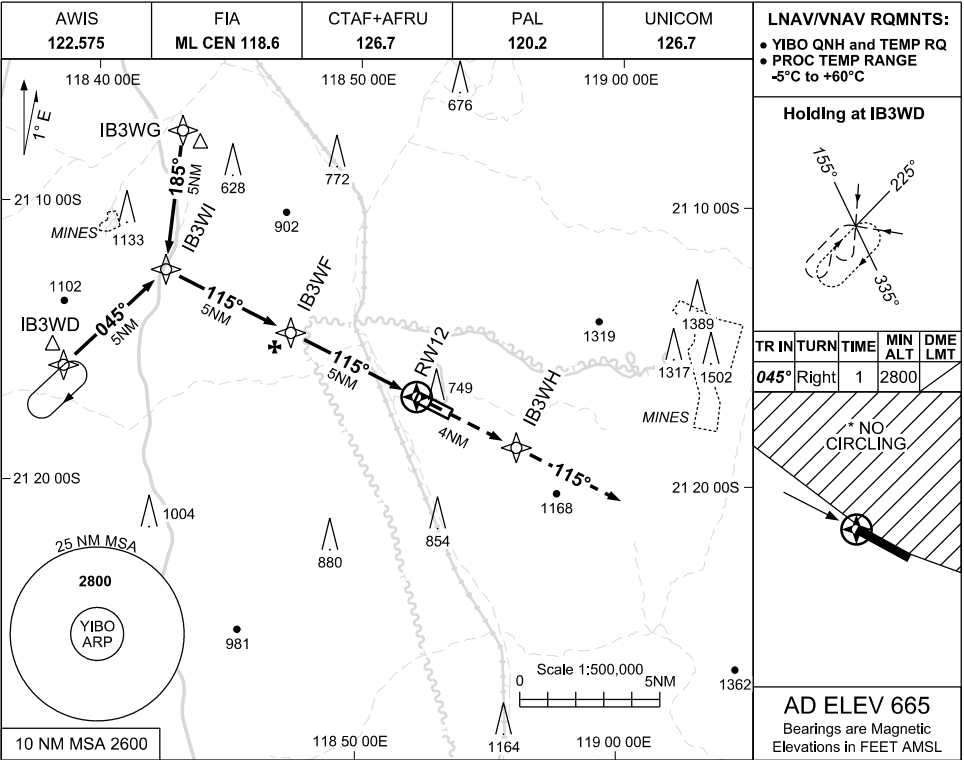 AWIS
122.575
FIA
ML CEN 118.6
CTAF+AFRU
126.7
PAL
120.2
UNICOM
126.7
LNAV/VNAV RQMNTS:
• YIBO QNH and TEMP RQ
• PROC TEMP RANGE
-5°C to +60°C
118 40 00E
118 50 00E
119 00 00E
1° E
676
IB3WG
185°
5NM
628
772
Holding at IB3WD
155°
225°
335°
21 10 00S
21 10 00S
902
MINES
1133
IB3WI
IB3WF
1102
115°
5NM
045°
5NM
IB3WD
1389
1319
1317
1502
RW12
115°
5NM
749
IB3WH
MINES
4NM
115°
TR IN
TURN
TIME
MIN
ALT
DME
LMT
045°
Right
1
2800
* NO
CIRCLING
21 20 00S
21 20 00S
1168
1004
854
880
25 NM MSA
2800
YIBO
ARP
981
Scale 1:500,000
0
5NM
1362
10 NM MSA 2600
118 50 00E
1164
119 00 00E
AD ELEV 665
Bearings are Magnetic
Elevations in FEET AMSL